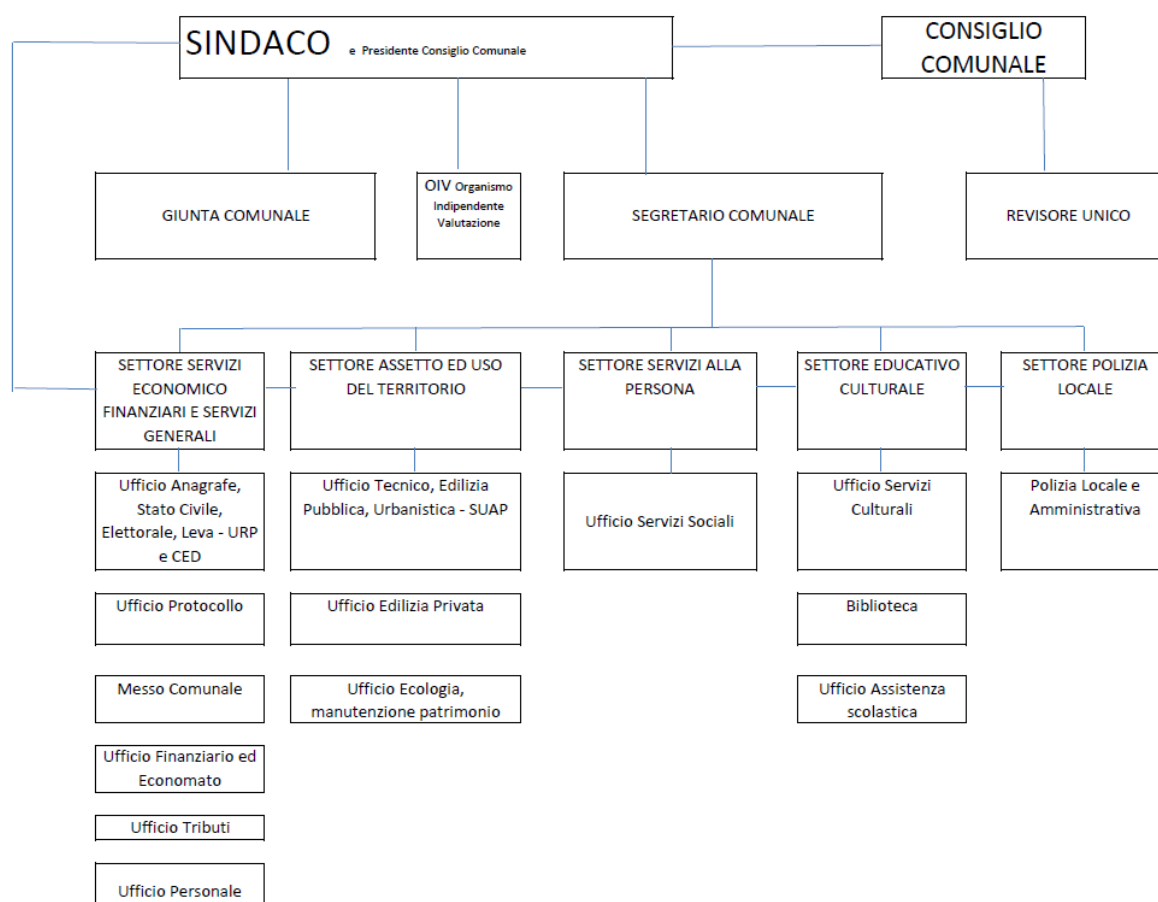 SINDACO e Presidente Consiglio Comunale
CONSIGLIO
COMUNALE
GIUNTA COMUNALE
OIV Organismo
Indipendente
Valutazione
SEGRETARIO COMUNALE
REVISORE UNICO
SETTORE SERVIZI
ECONOMICO
FINANZIARI E SERVIZI
GENERALI
SETTORE ASSETTO ED USO
DEL TERRITORIO
SETTORE SERVIZI ALLA
PERSONA
SETTORE EDUCATIVO
CULTURALE
SETTORE POLIZIA
LOCALE
Ufficio Anagrafe,
Stato Civile,
Elettorale, Leva - URP
e CED
Ufficio Tecnico, Edilizia
Pubblica, Urbanistica - SUAP
Ufficio Servizi Sociali
Ufficio Servizi
Culturali
Polizia Locale e
Amministrativa
Ufficio Protocollo
Ufficio Edilizia Privata
Biblioteca
Messo Comunale
Ufficio Ecologia,
manutenzione patrimonio
Ufficio Assistenza
scolastica
Ufficio Finanziario ed
Economato
Ufficio Tributi
Ufficio Personale